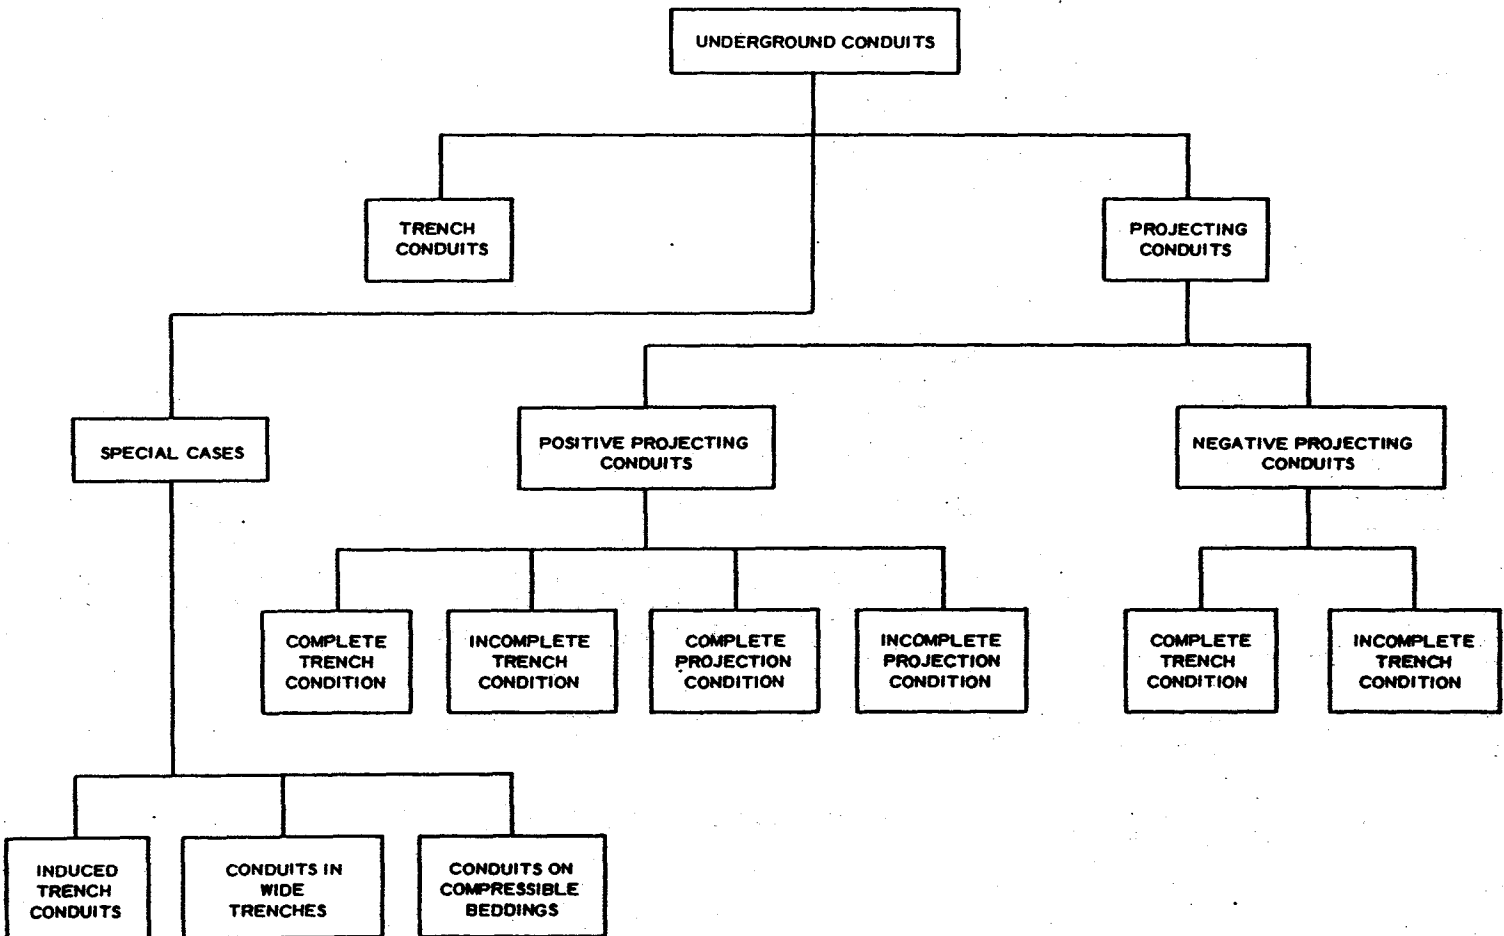 UNDERGROUND CONDUITS
TRENCH
CONDUITS
PROJECTING
CONDUITS
SPECIAL CASES
POSITIVE PROJECTING
CONDUITS
NEGATIVE PROJECTING
CONDUITS
COMPLETE
TRENCH
CONDITION
INCOMPLETE
TRENCH
CONDITION
COMPLETE
PROJECTION
CONDITION
INCOMPLETE
PROJECTION
CONDITION
COMPLETE
TRENCH
CONDITION
INCOMPLETE
TRENCH
CONDITION
INDUCED
TRENCH
CONDUITS
CONDUITS IN
WIDE
TRENCHES
CONDUITS ON
COMPRESSIBLE
BEDDINGS